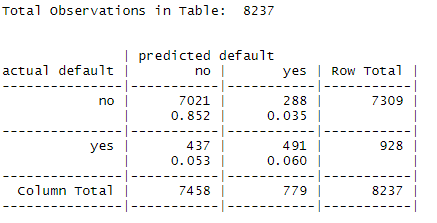 Total Observations in Table:  8237
             | predicted default
actual default |        no |       yes | Row Total |
---------------|-----------|-----------|-----------|
            no |      7021 |       288 |      7309 |
               |     0.852 |     0.035 |           |
---------------|-----------|-----------|-----------|
           yes |       437 |       491 |       928 |
               |     0.053 |     0.060 |           |
---------------|-----------|-----------|-----------|
  Column Total |      7458 |       779 |      8237 |
---------------|-----------|-----------|-----------|